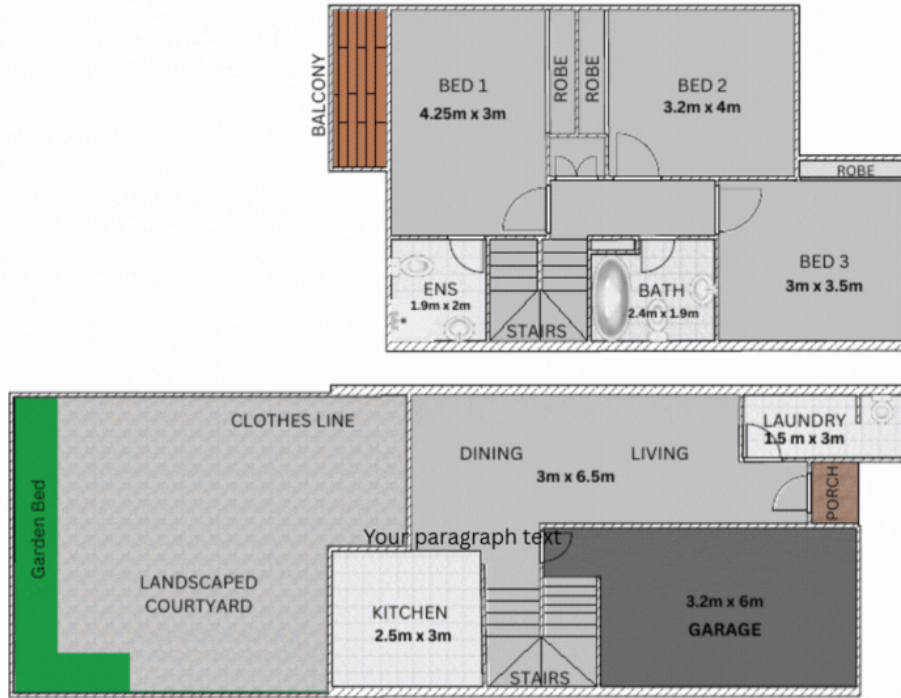 BALCONY
BED 1
4.25m x 3m
ROBE
ROBE
BED 2
3.2m x 4m
ROBE
BED 3
3m x 3.5m
ENS
1.9m x 2m
STAIRS
BATH
2.4m x 1.9m
CLOTHES LINE
Garden Bed
LANDSCAPED
COURTYARD
DINING
LIVING
3m x 6.5m
LAUNDRY
1.5 m x 3m
PORCH
Your paragraph text
KITCHEN
2.5m x 3m
STAIRS
3.2m x 6m
GARAGE